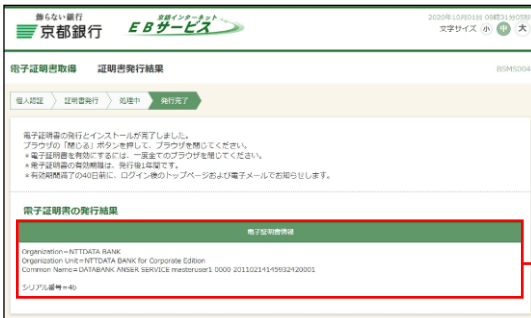 飾らない銀行
京都銀行
京銀インターネット
EBサービス
2020年10月01日 09時31分05秒
文字サイズ 小 中 大
電子証明書取得 証明書発行結果
BSMS004
個人認証 証明書発行 処理中 発行完了
電子証明書の発行とインストールが完了しました。
ブラウザの「閉じる」ボタンを押して、ブラウザを閉じてください。
*電子証明書を有効にするには、一度全てのブラウザを閉じてください。
*電子証明書の有効期限は、発行後1年間です。
*有効期間満了の40日前に、ログイン後のトップページおよび電子メールでお知らせします。
電子証明書の発行結果
電子証明書情報
Organization=NTTDATA BANK
Organization Unit=NTTDATA BANK for Corporate Edition
Common Name=DATABANK ANSER SERVICE masteruser1 0000 20110214145932420001
シリアル番号=4b